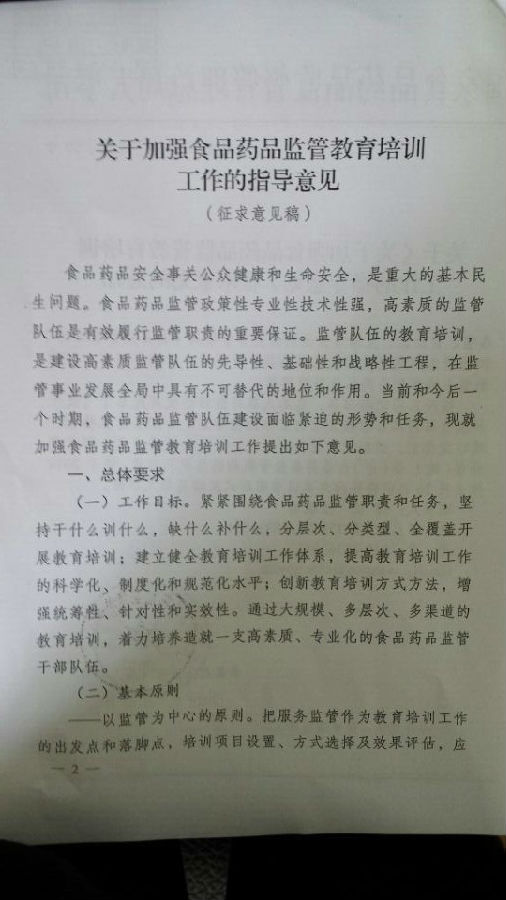 关于加强食品药品监管教育培训
工作的指导意见
（征求意见稿）
食品药品安全事关公众健康和生命安全，是重大的基本民
生问题。食品药品监管政策性专业性技术性强，高素质的监管
队伍是有效履行监管职责的重要保证。监管队伍的教育培训，
是建设高素质监管队伍的先导性、基础性和战略性工程，在监
管事业发展全局中具有不可替代的地位和作用。当前和今后一
个时期，食品药品监管队伍建设面临紧迫的形势和任务，现就
加强食品药品监管教育培训工作提出如下意见。
一、总体要求
（一）工作目标。紧紧围绕食品药品监管职责和任务，坚
持干什么训什么，缺什么补什么，分层次、分类型、全覆盖开
展教育培训；建立健全教育培训工作体系，提高教育培训工作
的科学化、制度化和规范化水平；创新教育培训方式方法，增
强统筹性、针对性和实效性。通过大规模、多层次、多渠道的
教育培训，着力培养造就一支高素质、专业化的食品药品监管
干部队伍。
（二）基本原则
——以监管为中心的原则。把服务监管作为教育培训工作
的出发点和落脚点，培训项目设置、方式选择及效果评估，应
— 2 —